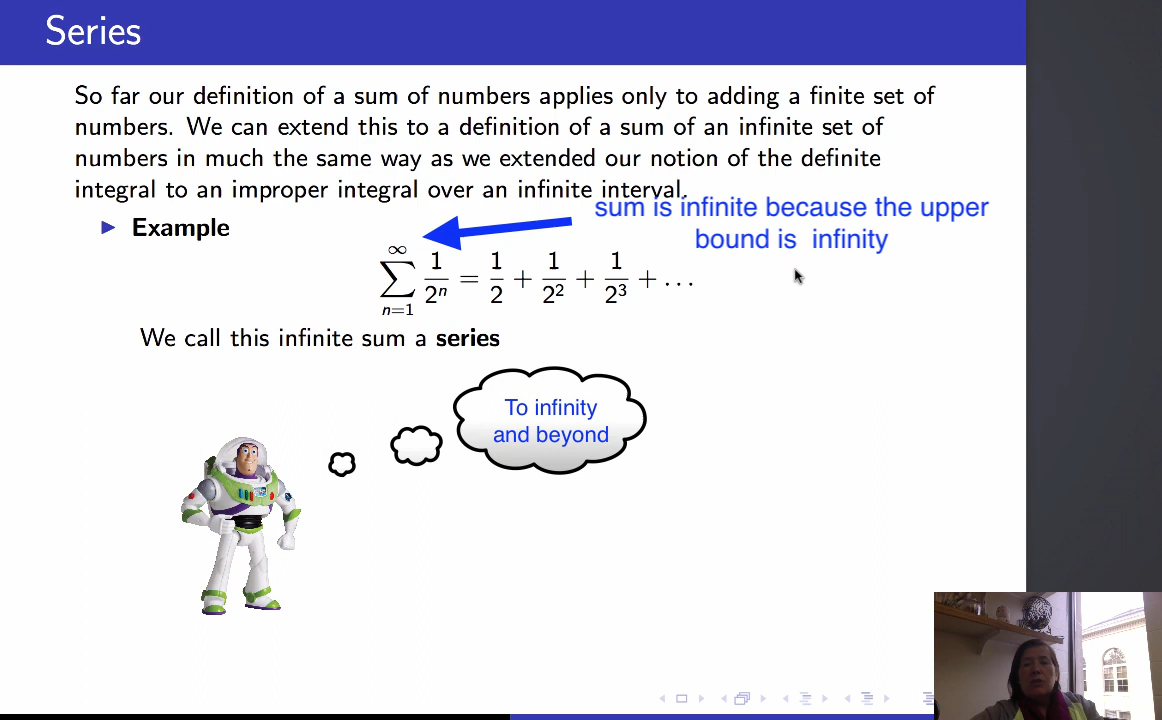 Series
So far our definition of a sum of numbers applies only to adding a finite set of
numbers. We can extend this to a definition of a sum of an infinite set of
numbers in much the same way as we extended our notion of the definite
integral to an improper integral over an infinite interval.
sum is infinite because the upper
bound is infinity
▶ Example
∑_{n=1}^{∞} 1/2^n = 1/2 + 1/2^2 + 1/2^3 + ...
We call this infinite sum a series
To infinity
and beyond